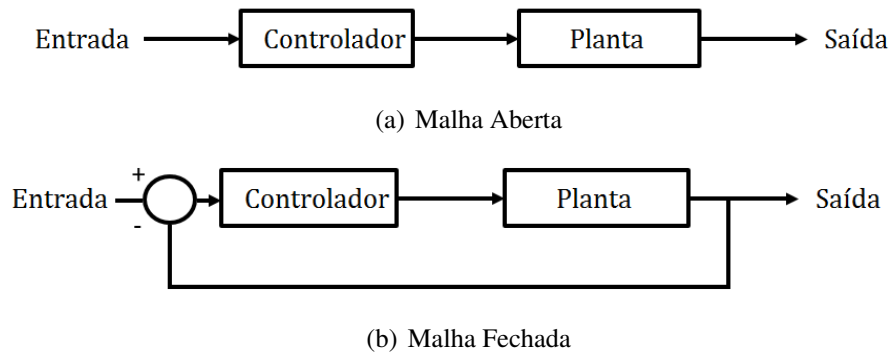 Entrada Controlador Planta Saída
(a) Malha Aberta
+
Entrada Controlador Planta Saída
-
(b) Malha Fechada